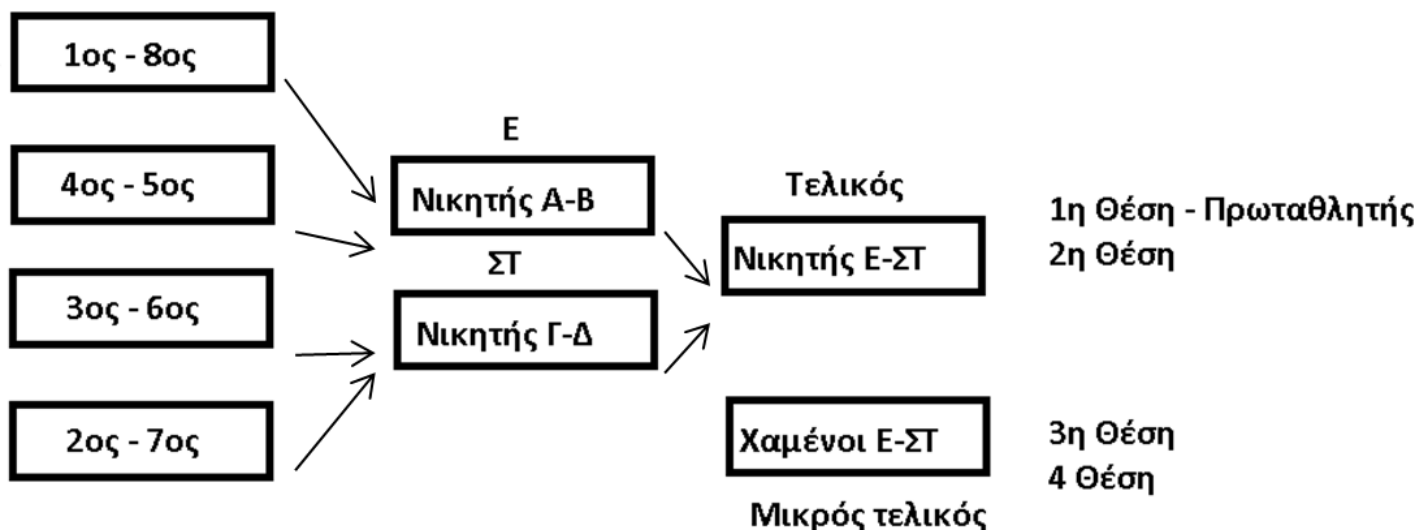 1ος - 8ος
4ος - 5ος
3ος - 6ος
2ος - 7ος
Ε
Νικητής Α-Β
ΣΤ
Νικητής Γ-Δ
Τελικός
Νικητής Ε-ΣΤ
1η Θέση - Πρωταθλητής
2η Θέση
Χαμένοι Ε-ΣΤ
Μικρός τελικός
3η Θέση
4 Θέση